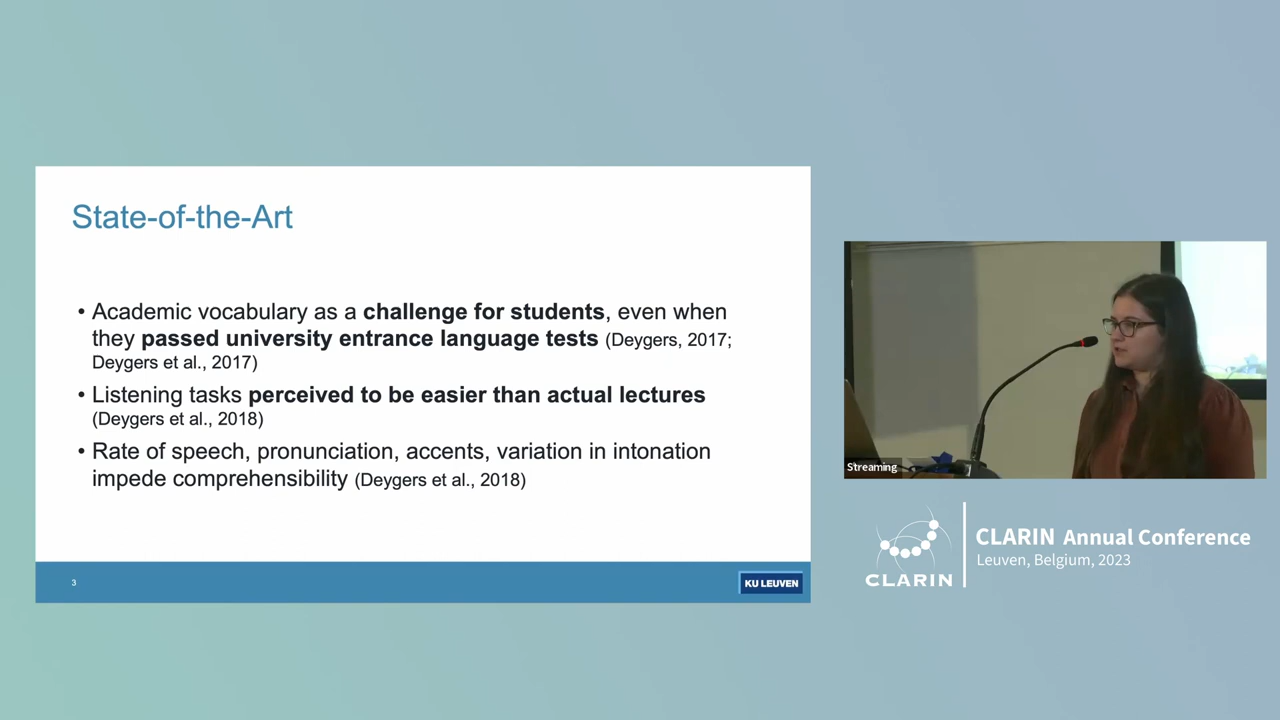 State-of-the-Art
• Academic vocabulary as a challenge for students, even when
they passed university entrance language tests (Deygers, 2017;
Deygers et al., 2017)
• Listening tasks perceived to be easier than actual lectures
(Deygers et al., 2018)
• Rate of speech, pronunciation, accents, variation in intonation
impede comprehensibility (Deygers et al., 2018)
3
KU LEUVEN
Streaming
CLARIN
CLARIN Annual Conference
Leuven, Belgium, 2023